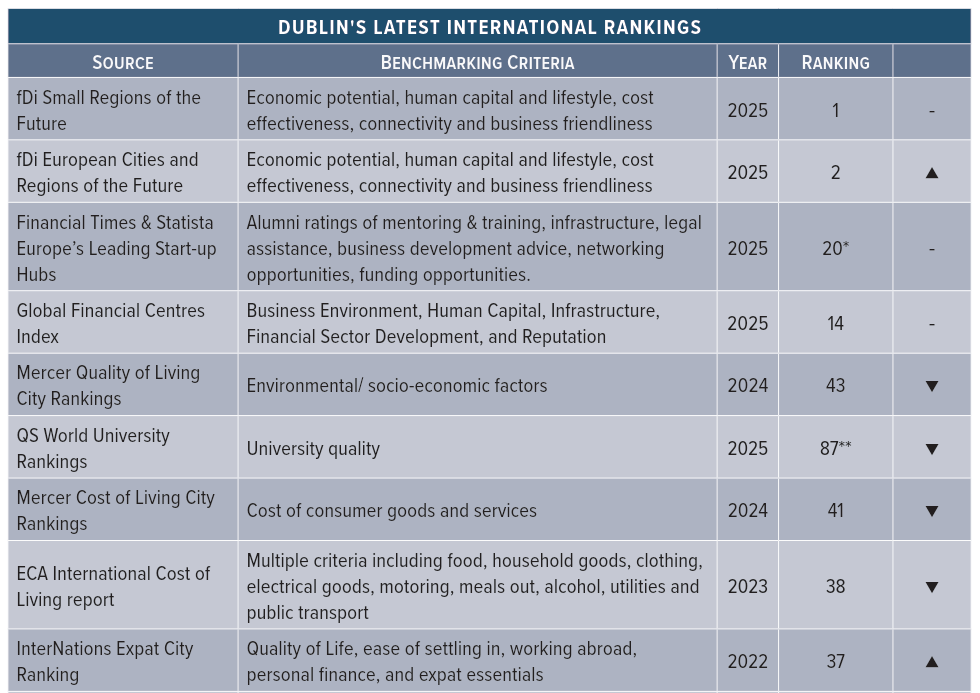 DUBLIN'S LATEST INTERNATIONAL RANKINGS
SOURCE BENCHMARKING CRITERIA YEAR RANKING
fDi Small Regions of the
Future
Economic potential, human capital and lifestyle, cost
effectiveness, connectivity and business friendliness
2025
1
-
fDi European Cities and
Regions of the Future
Economic potential, human capital and lifestyle, cost
effectiveness, connectivity and business friendliness
2025
2
▲
Financial Times & Statista
Europe’s Leading Start-up
Hubs
Alumni ratings of mentoring & training, infrastructure, legal
assistance, business development advice, networking
opportunities, funding opportunities.
2025
20*
-
Global Financial Centres
Index
Business Environment, Human Capital, Infrastructure,
Financial Sector Development, and Reputation
2025
14
-
Mercer Quality of Living
City Rankings
Environmental/ socio-economic factors
2024
43
▼
QS World University
Rankings
University quality
2025
87**
▼
Mercer Cost of Living City
Rankings
Cost of consumer goods and services
2024
41
▼
ECA International Cost of
Living report
Multiple criteria including food, household goods, clothing,
electrical goods, motoring, meals out, alcohol, utilities and
public transport
2023
38
▼
InterNations Expat City
Ranking
Quality of Life, ease of settling in, working abroad,
personal finance, and expat essentials
2022
37
▲